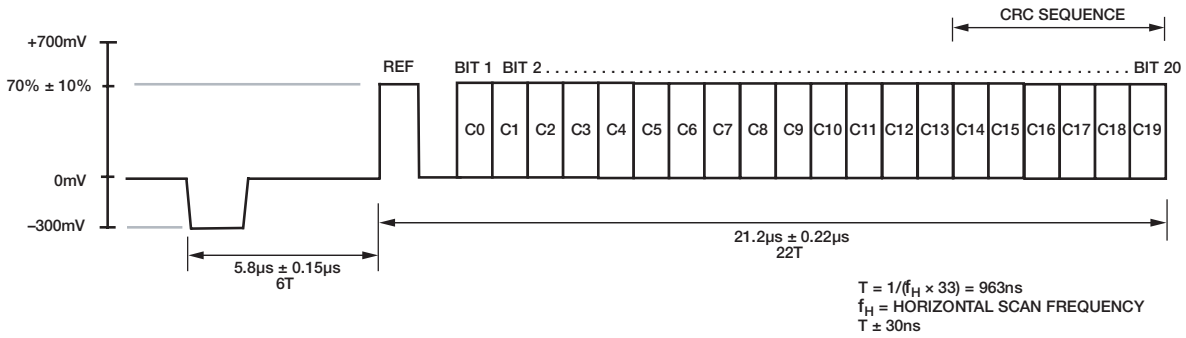 CRC SEQUENCE
+700mV
REF
BIT 1 BIT 2 . . . . . . . . . . . . . . . . . . . . . . . . . . . . . . . . . . . . . . . . . . . . . . . . . . . . . . . . . . . . BIT 20
70% ± 10%
C0 C1 C2 C3 C4 C5 C6 C7 C8 C9 C10 C11 C12 C13 C14 C15 C16 C17 C18 C19
0mV
–300mV
21.2µs ± 0.22µs
22T
5.8µs ± 0.15µs
6T
T = 1/(fH × 33) = 963ns
fH = HORIZONTAL SCAN FREQUENCY
T ± 30ns